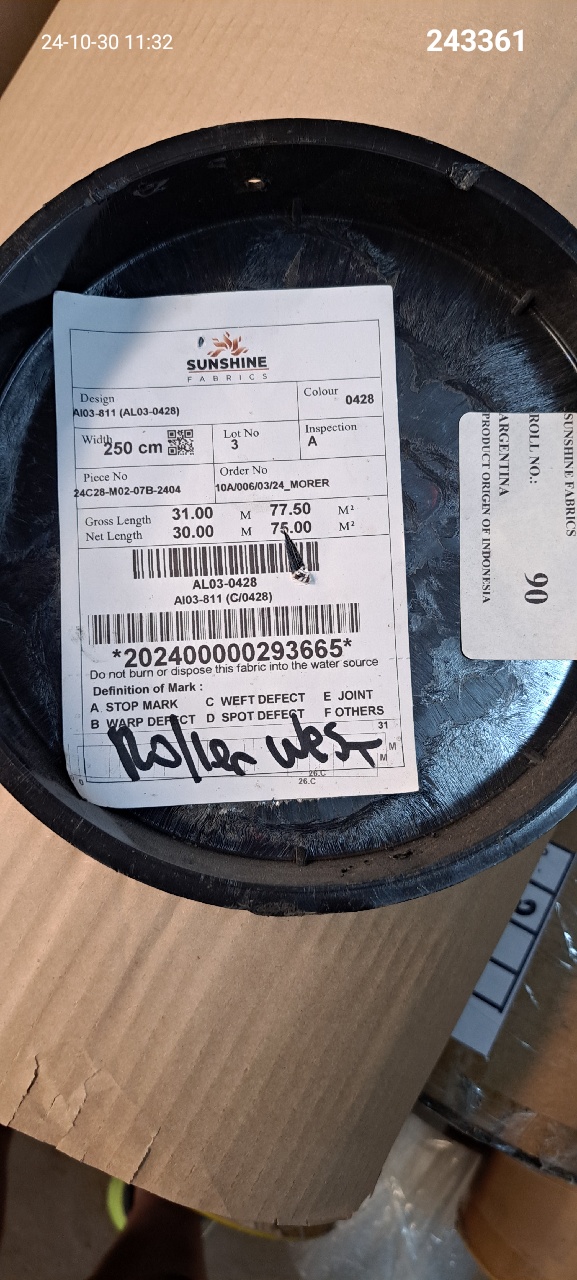 24-10-30 11:32
243361
SUNSHINE
FABRICS
Design
AI03-811 (AL03-0428)
Colour
0428
Width
250 cm
Lot No
3
Inspection
A
Piece No
24C28-M02-07B-2404
Order No
10A/006/03/24_MORER
Gross Length 31.00 M 77.50 M²
Net Length 30.00 M 75.00 M²
AL03-0428
AI03-811 (C/0428)
*202400000293665*
Do not burn or dispose this fabric into the water source
Definition of Mark :
A STOP MARK C WEFT DEFECT E JOINT
B WARP DEFECT D SPOT DEFECT F OTHERS
31
Roller West
M
M
0
26.C
26.C
SUNSHINE FABRICS
ROLL NO.: 90
ARGENTINA
PRODUCT ORIGIN OF INDONESIA